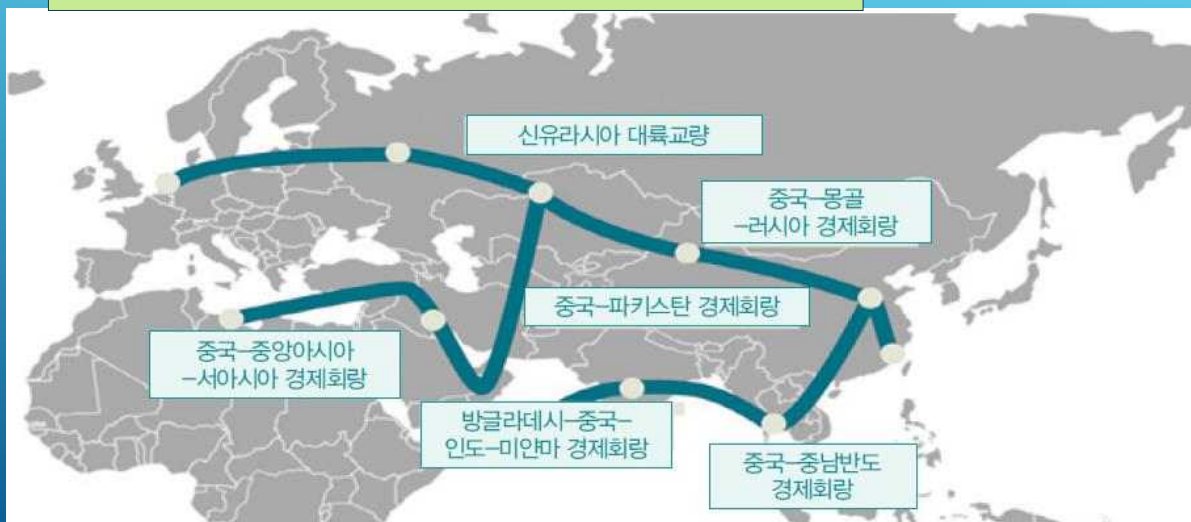 신유라시아 대륙교량
중국-몽골
-러시아 경제회랑
중국-파키스탄 경제회랑
중국-중앙아시아
-서아시아 경제회랑
방글라데시-중국-
인도-미얀마 경제회랑
중국-중남반도
경제회랑